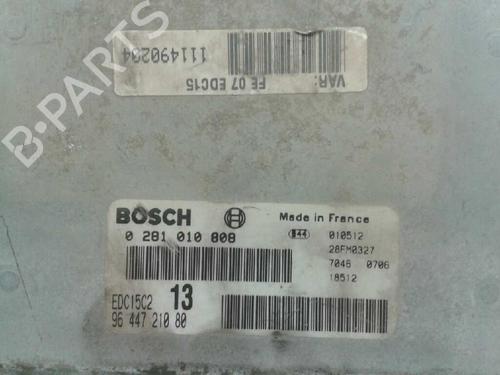 B-PARTS
VAR:
FE 07 EDC15
111490204
BOSCH
Made in France
0 281 010 808
010512
28FM0327
7046 0706
18512
EDC15C2 13
96 447 210 80